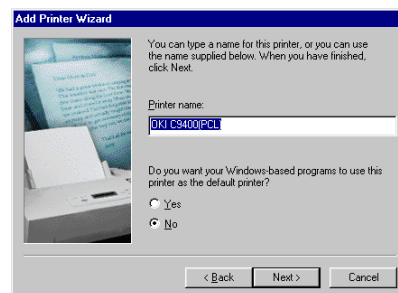 Add Printer Wizard
You can type a name for this printer, or you can use
the name supplied below. When you have finished,
click Next.
Printer name:
OKI C9400(PCL)
Do you want your Windows-based programs to use this
printer as the default printer?
Yes
No
< Back
Next >
Cancel